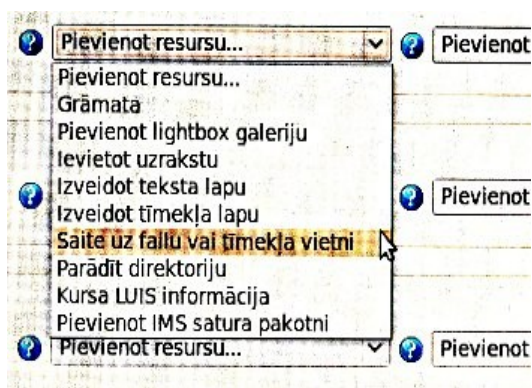 Pievienot resursu... Pievienot
Pievienot resursu...
Grāmata
Pievienot lightbox galeriju
Ievietot uzrakstu
Izveidot teksta lapu
Izveidot tīmekļa lapu
Pievienot
Saite uz failu vai tīmekļa vietni
Parādīt direktoriju
Kursa LUIS informācija
Pievienot IMS satura pakotni
Pievienot resursu... Pievienot